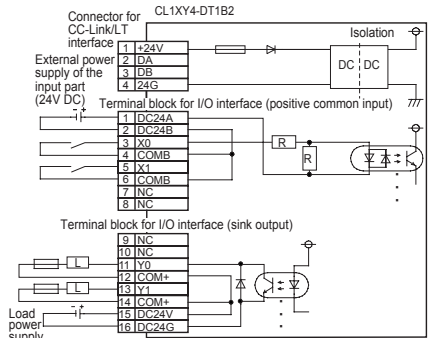 CL1XY4-DT1B2
Connector for
CC-Link/LT
interface
1 +24V
2 DA
3 DB
4 24G
Isolation
DC DC
External power
supply of the
input part
(24V DC)
Terminal block for I/O interface (positive common input)
1 DC24A
2 DC24B
3 X0
4 COMB
5 X1
6 COMB
7 NC
8 NC
R
R
Terminal block for I/O interface (sink output)
9 NC
10 NC
11 Y0
12 COM+
13 Y1
14 COM+
15 DC24V
16 DC24G
L
L
Load
power
supply